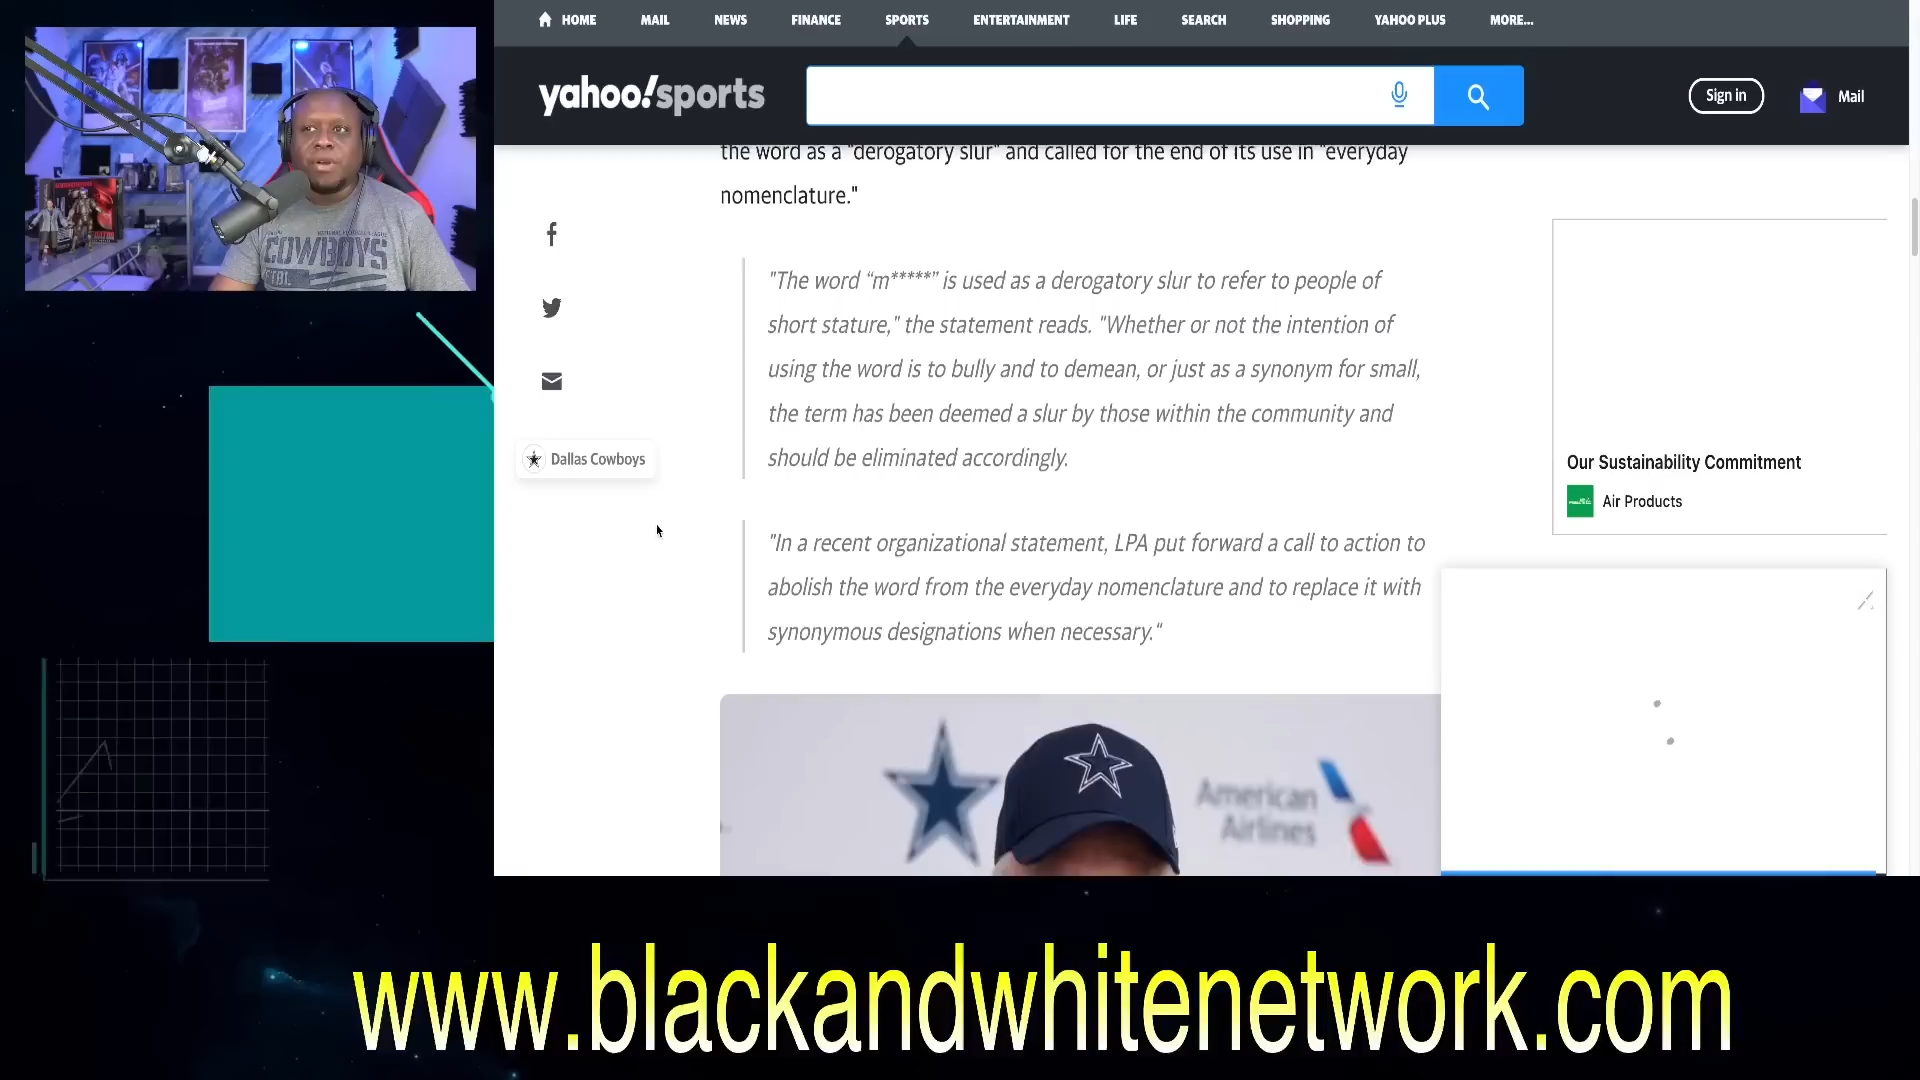 HOME MAIL NEWS FINANCE SPORTS ENTERTAINMENT LIFE SEARCH SHOPPING YAHOO PLUS MORE...
yahoo!sports
Sign in
Mail
the word as a "derogatory slur" and called for the end of its use in "everyday
nomenclature."
"The word “m*****” is used as a derogatory slur to refer to people of
short stature," the statement reads. "Whether or not the intention of
using the word is to bully and to demean, or just as a synonym for small,
the term has been deemed a slur by those within the community and
should be eliminated accordingly.
"In a recent organizational statement, LPA put forward a call to action to
abolish the word from the everyday nomenclature and to replace it with
synonymous designations when necessary.“
Dallas Cowboys
Our Sustainability Commitment
Air Products
American
Airlines
COWBOYS
www.blackandwhitenetwork.com